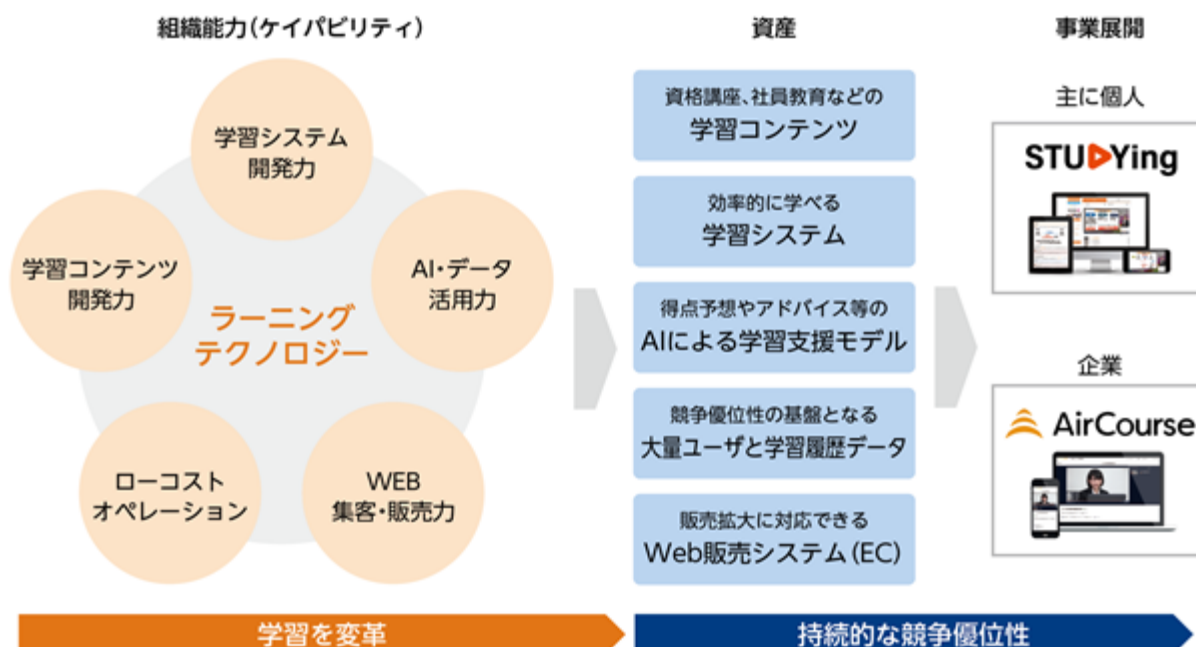 組織能力(ケイパビリティ)
学習システム
開発力
学習コンテンツ
開発力
AI・データ
活用力
ラーニング
テクノロジー
ローコスト
オペレーション
WEB
集客・販売力
資産
資格講座、社員教育などの
学習コンテンツ
効率的に学べる
学習システム
得点予想やアドバイス等の
AIによる学習支援モデル
競争優位性の基盤となる
大量ユーザと学習履歴データ
販売拡大に対応できる
Web販売システム(EC)
事業展開
主に個人
STUDYing
企業
AirCourse
学習を変革
持続的な競争優位性